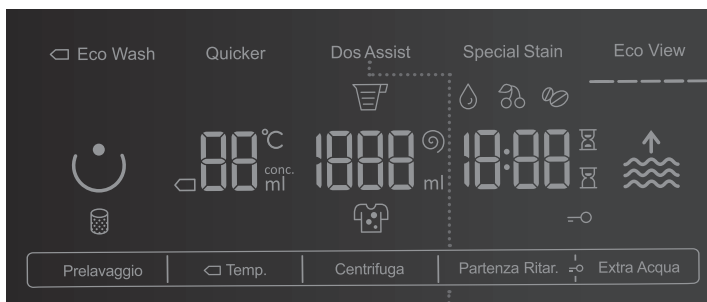 Eco Wash Quicker Dos Assist Special Stain Eco View
88 °C 1888 18:88
conc.
ml ml
Prelavaggio Temp. Centrifuga Partenza Ritar. Extra Acqua